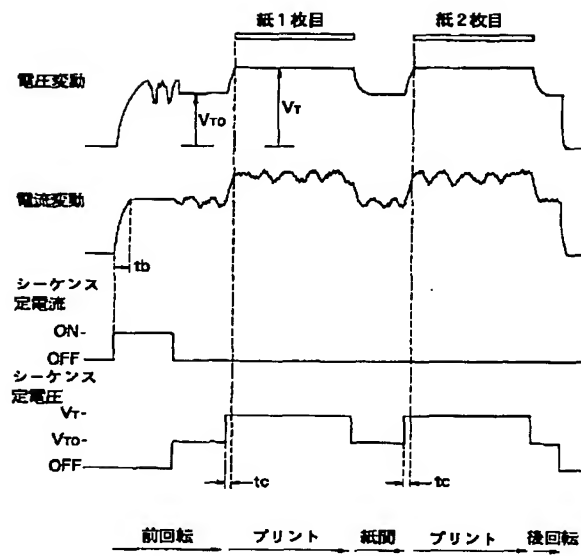 紙1枚目
紙2枚目
電圧変動
VTO
VT
電流変動
tb
シーケンス
定電流
ON-
OFF
シーケンス
定電圧
VT-
VTO-
OFF-
tc
tc
前回転
プリント
紙間
プリント
後回転